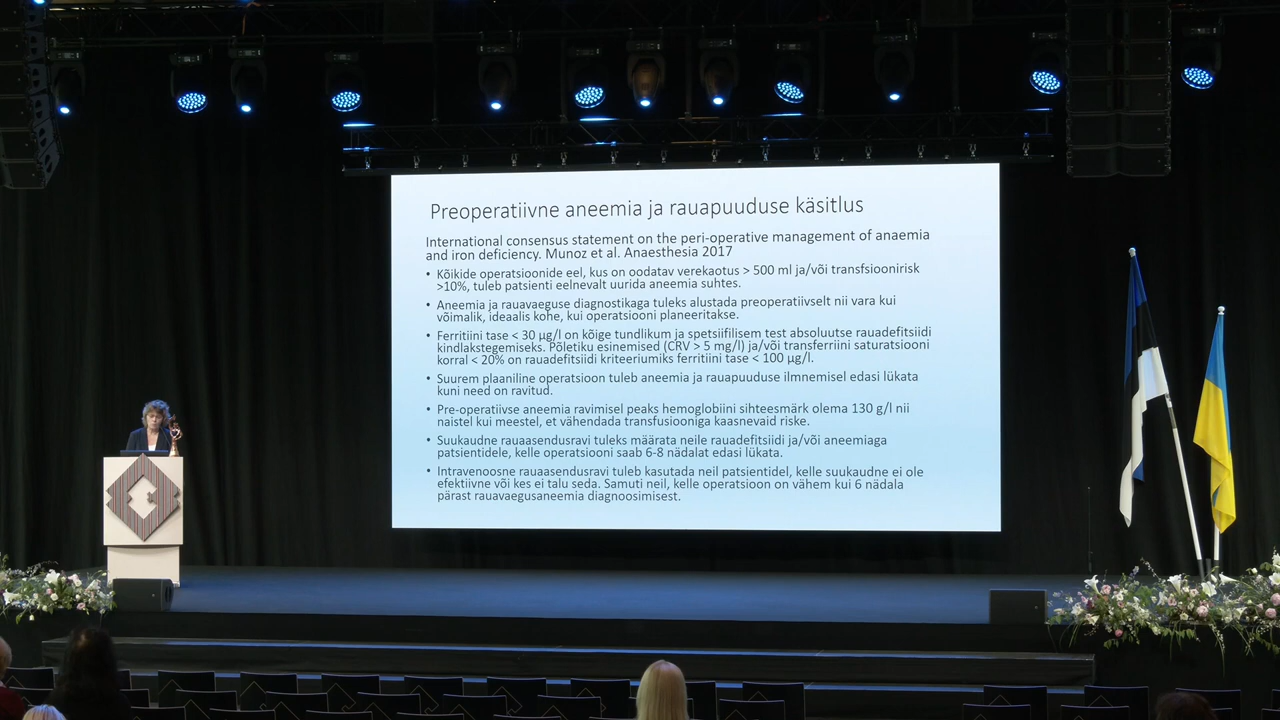 Preoperatiivne aneemia ja rauapuuduse käsitlus
International consensus statement on the peri-operative management of anaemia
and iron deficiency. Munoz et al. Anaesthesia 2017
• Kõikide operatsioonide eel, kus on oodatav verekaotus > 500 ml ja/või transfsioonirisk
>10%, tuleb patsienti eelnevalt uurida aneemia suhtes.
• Aneemia ja rauavaeguse diagnostikaga tuleks alustada preoperatiivselt nii vara kui
võimalik, ideaalis kohe, kui operatsiooni planeeritakse.
• Ferritiini tase < 30 µg/l on kõige tundlikum ja spetsiifilisem test absoluutse rauadefitsiidi
kindlakstegemiseks. Põletiku esinemised (CRV > 5 mg/l) ja/või transferriini saturatsiooni
korral < 20% on rauadefitsiidi kriteeriumiks ferritiini tase < 100 µg/l.
• Suurem plaaniline operatsioon tuleb aneemia ja rauapuuduse ilmnemisel edasi lükata
kuni need on ravitud.
• Pre-operatiivse aneemia ravimisel peaks hemoglobiini sihteesmärk olema 130 g/l nii
naistel kui meestel, et vähendada transfusiooniga kaasnevaid riske.
• Suukaudne rauaasendusravi tuleks määrata neile rauadefitsiidi ja/või aneemiaga
patsientidele, kelle operatsiooni saab 6-8 nädalat edasi lükata.
• Intravenoosne rauaasendusravi tuleb kasutada neil patsientidel, kelle suukaudne ei ole
efektiivne või kes ei talu seda. Samuti neil, kelle operatsioon on vähem kui 6 nädala
pärast rauavaegusaneemia diagnoosimisest.